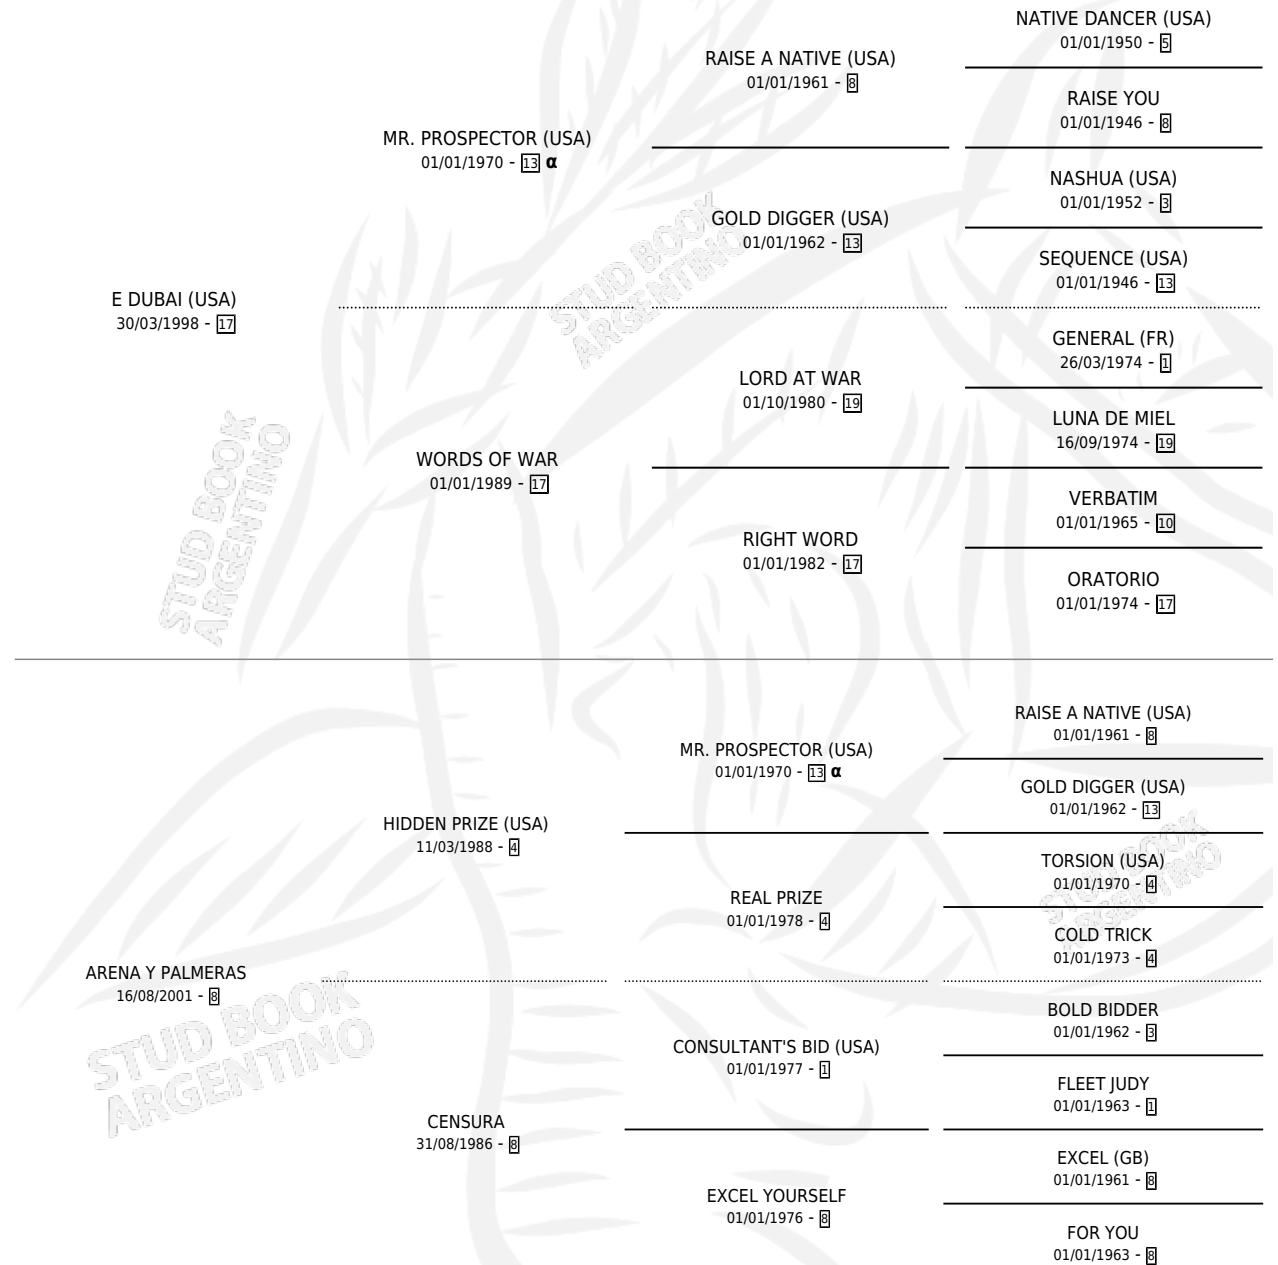 NATIVE DANCER (USA)
01/01/1950 - 5
RAISE A NATIVE (USA)
01/01/1961 - 8
RAISE YOU
01/01/1946 - 8
MR. PROSPECTOR (USA)
01/01/1970 - 13 α
NASHUA (USA)
01/01/1952 - 3
GOLD DIGGER (USA)
01/01/1962 - 13
SEQUENCE (USA)
01/01/1946 - 13
E DUBAI (USA)
30/03/1998 - 17
GENERAL (FR)
26/03/1974 - 1
LORD AT WAR
01/10/1980 - 19
LUNA DE MIEL
16/09/1974 - 19
WORDS OF WAR
01/01/1989 - 17
VERBATIM
01/01/1965 - 10
RIGHT WORD
01/01/1982 - 17
ORATORIO
01/01/1974 - 17
RAISE A NATIVE (USA)
01/01/1961 - 8
MR. PROSPECTOR (USA)
01/01/1970 - 13 α
GOLD DIGGER (USA)
01/01/1962 - 13
HIDDEN PRIZE (USA)
11/03/1988 - 4
TORSION (USA)
01/01/1970 - 4
REAL PRIZE
01/01/1978 - 4
COLD TRICK
01/01/1973 - 4
ARENA Y PALMERAS
16/08/2001 - 8
BOLD BIDDER
01/01/1962 - 3
CONSULTANT'S BID (USA)
01/01/1977 - 1
FLEET JUDY
01/01/1963 - 1
CENSURA
31/08/1986 - 8
EXCEL (GB)
01/01/1961 - 8
EXCEL YOURSELF
01/01/1976 - 8
FOR YOU
01/01/1963 - 8
STUD BOOK
ARGENTINO
STUD BOOK
ARGENTINO
STUD BOOK
ARGENTINO
STUD BOOK
ARGENTINO